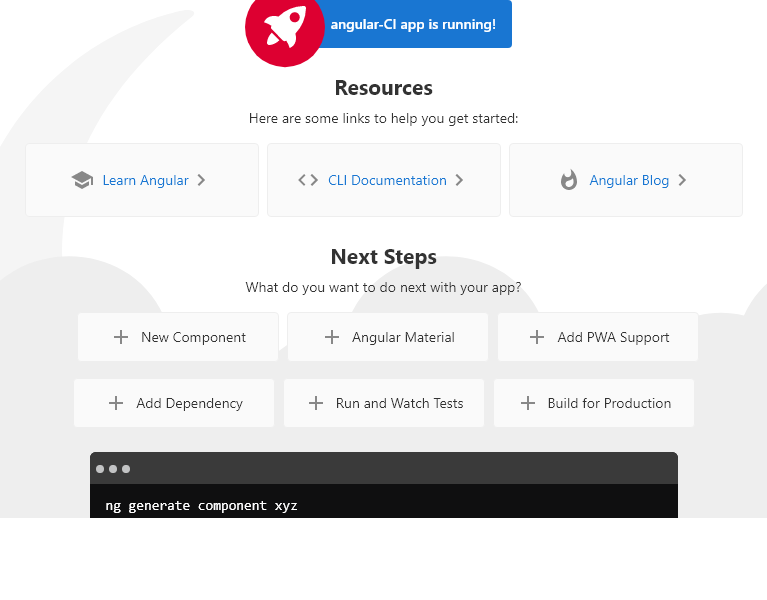 angular-CI app is running!
Resources
Here are some links to help you get started:
Learn Angular
CLI Documentation
Angular Blog
Next Steps
What do you want to do next with your app?
New Component
Angular Material
Add PWA Support
Add Dependency
Run and Watch Tests
Build for Production
ng generate component xyz